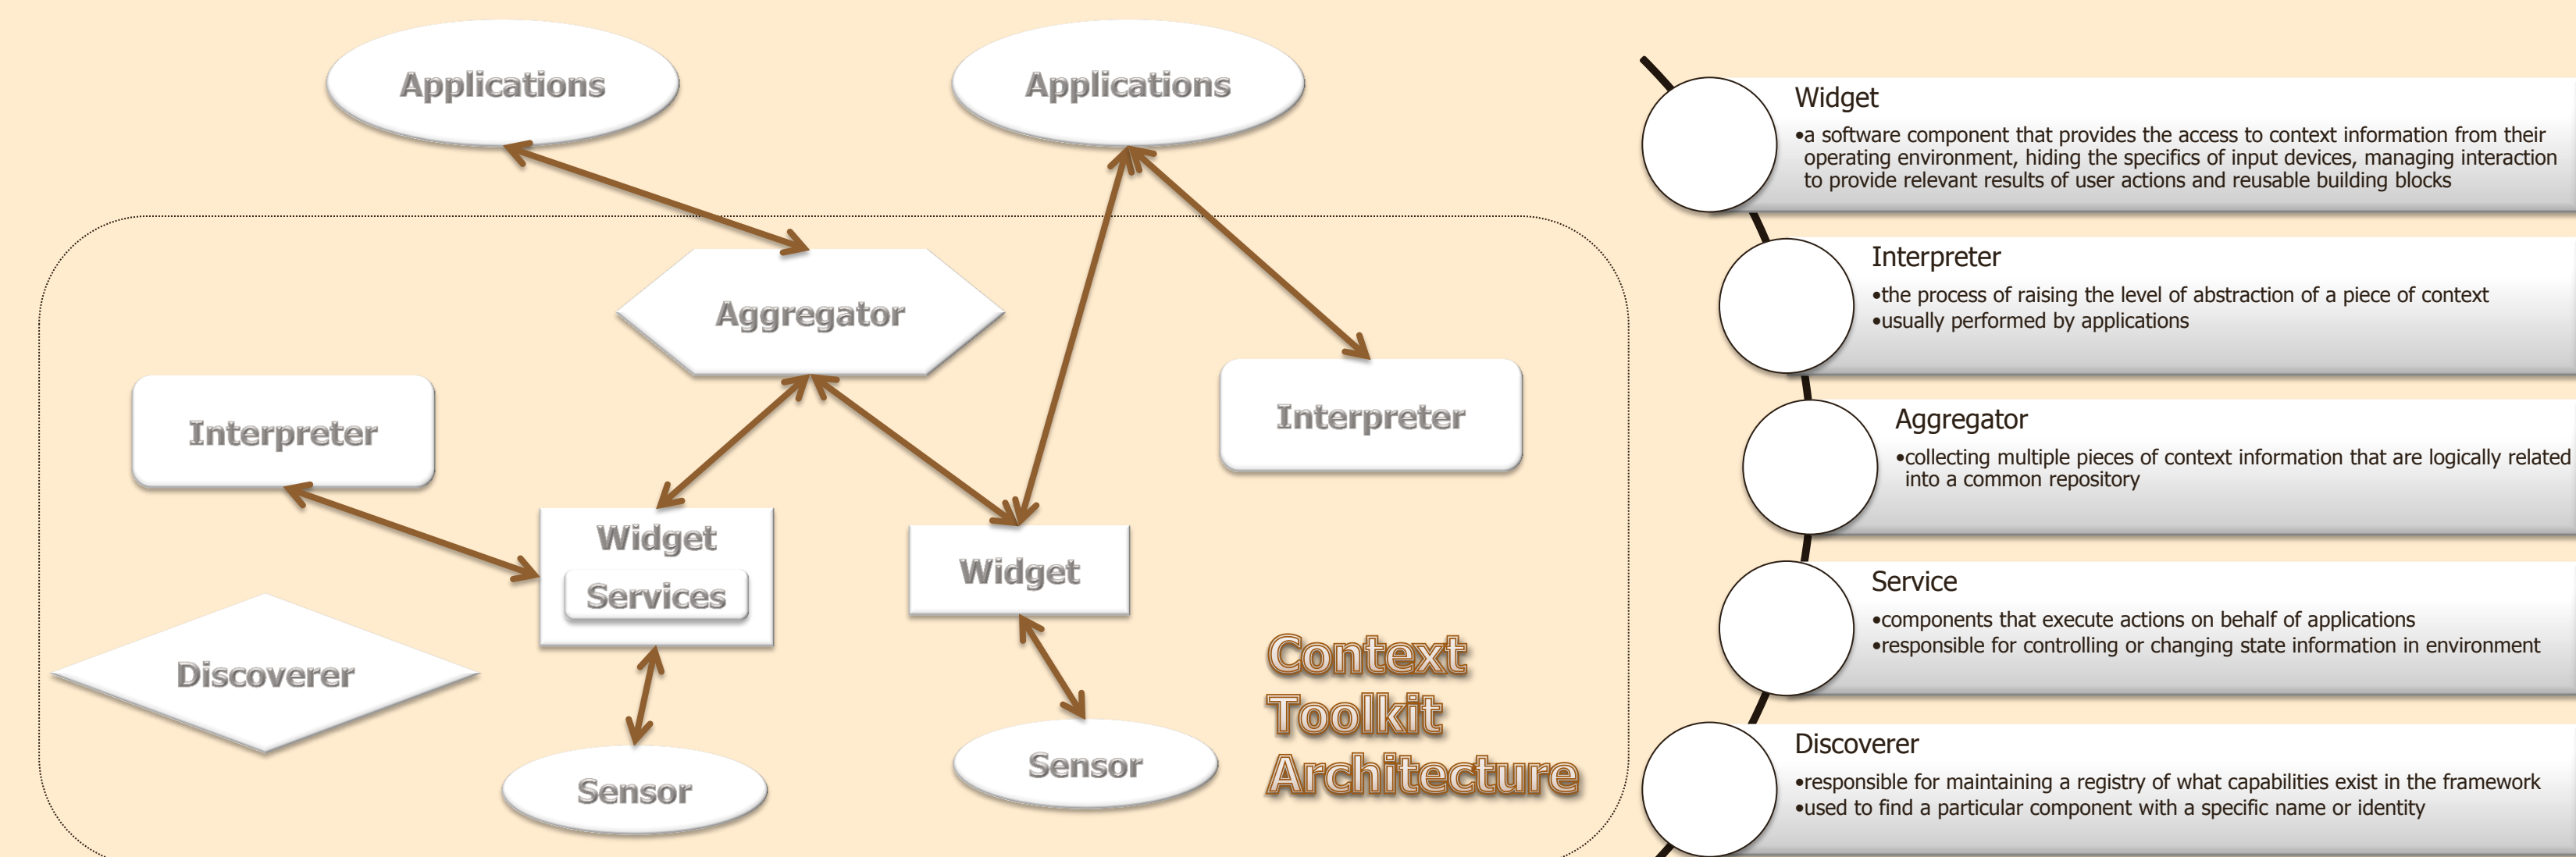 Applications
Applications
Aggregator
Interpreter
Interpreter
Widget
Services
Widget
Discoverer
Sensor
Sensor
Context
Toolkit
Architecture
Widget
•a software component that provides the access to context information from their
operating environment, hiding the specifics of input devices, managing interaction
to provide relevant results of user actions and reusable building blocks
Interpreter
•the process of raising the level of abstraction of a piece of context
•usually performed by applications
Aggregator
•collecting multiple pieces of context information that are logically related
into a common repository
Service
•components that execute actions on behalf of applications
•responsible for controlling or changing state information in environment
Discoverer
•responsible for maintaining a registry of what capabilities exist in the framework
•used to find a particular component with a specific name or identity